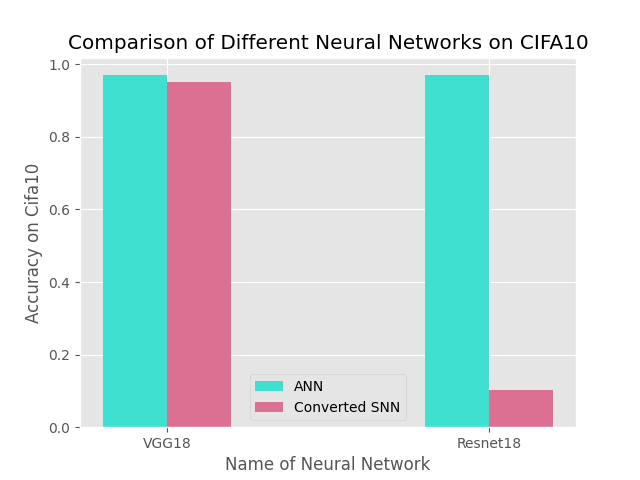 Comparison of Different Neural Networks on CIFA10
1.0
0.8
0.6
0.4
0.2
0.0
Accuracy on Cifa10
ANN
Converted SNN
VGG18
Resnet18
Name of Neural Network